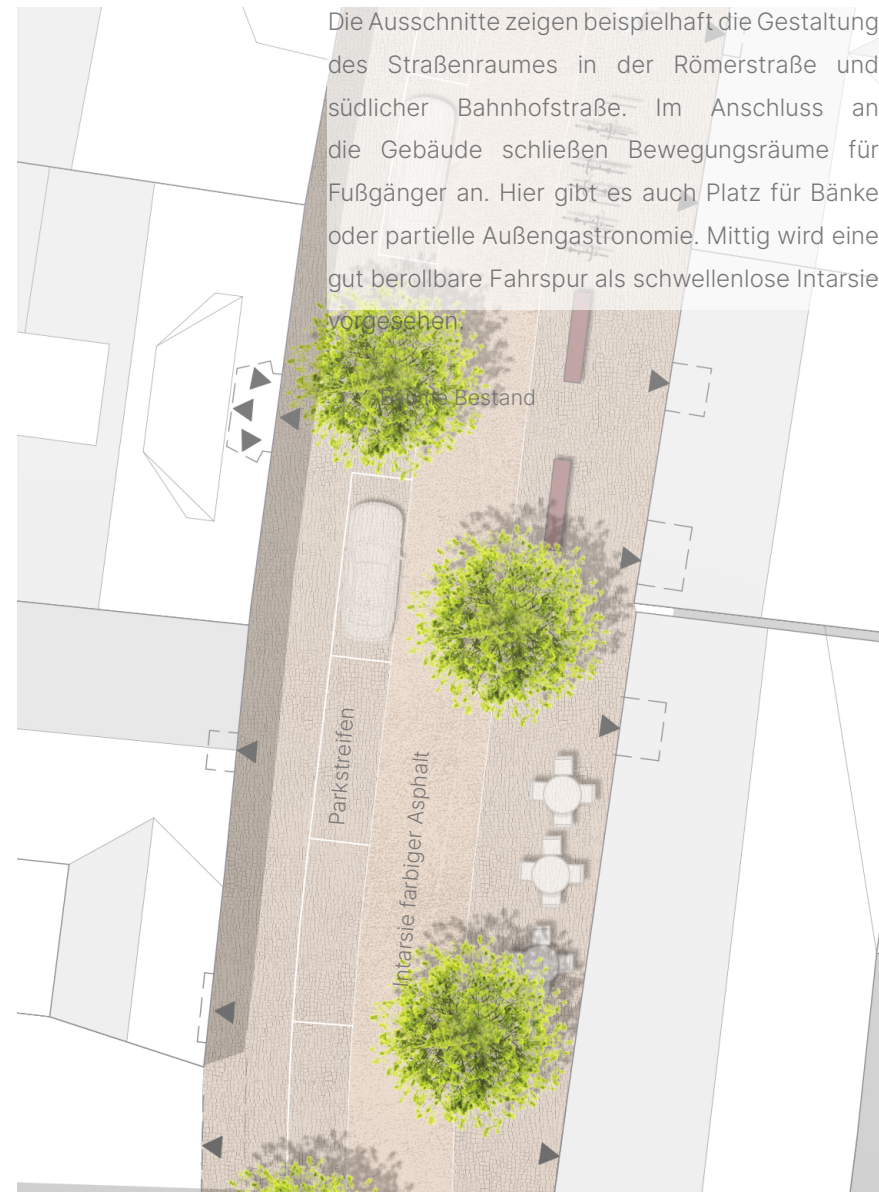 Die Ausschnitte zeigen beispielhaft die Gestaltung
des Straßenraumes in der Römerstraße und
südlicher Bahnhofstraße. Im Anschluss an
die Gebäude schließen Bewegungsräume für
Fußgänger an. Hier gibt es auch Platz für Bänke
oder partielle Außengastronomie. Mittig wird eine
gut berollbare Fahrspur als schwellenlose Intarsie
vorgesehen.
Bäume Bestand
Parkstreifen
Intarsie farbiger Asphalt